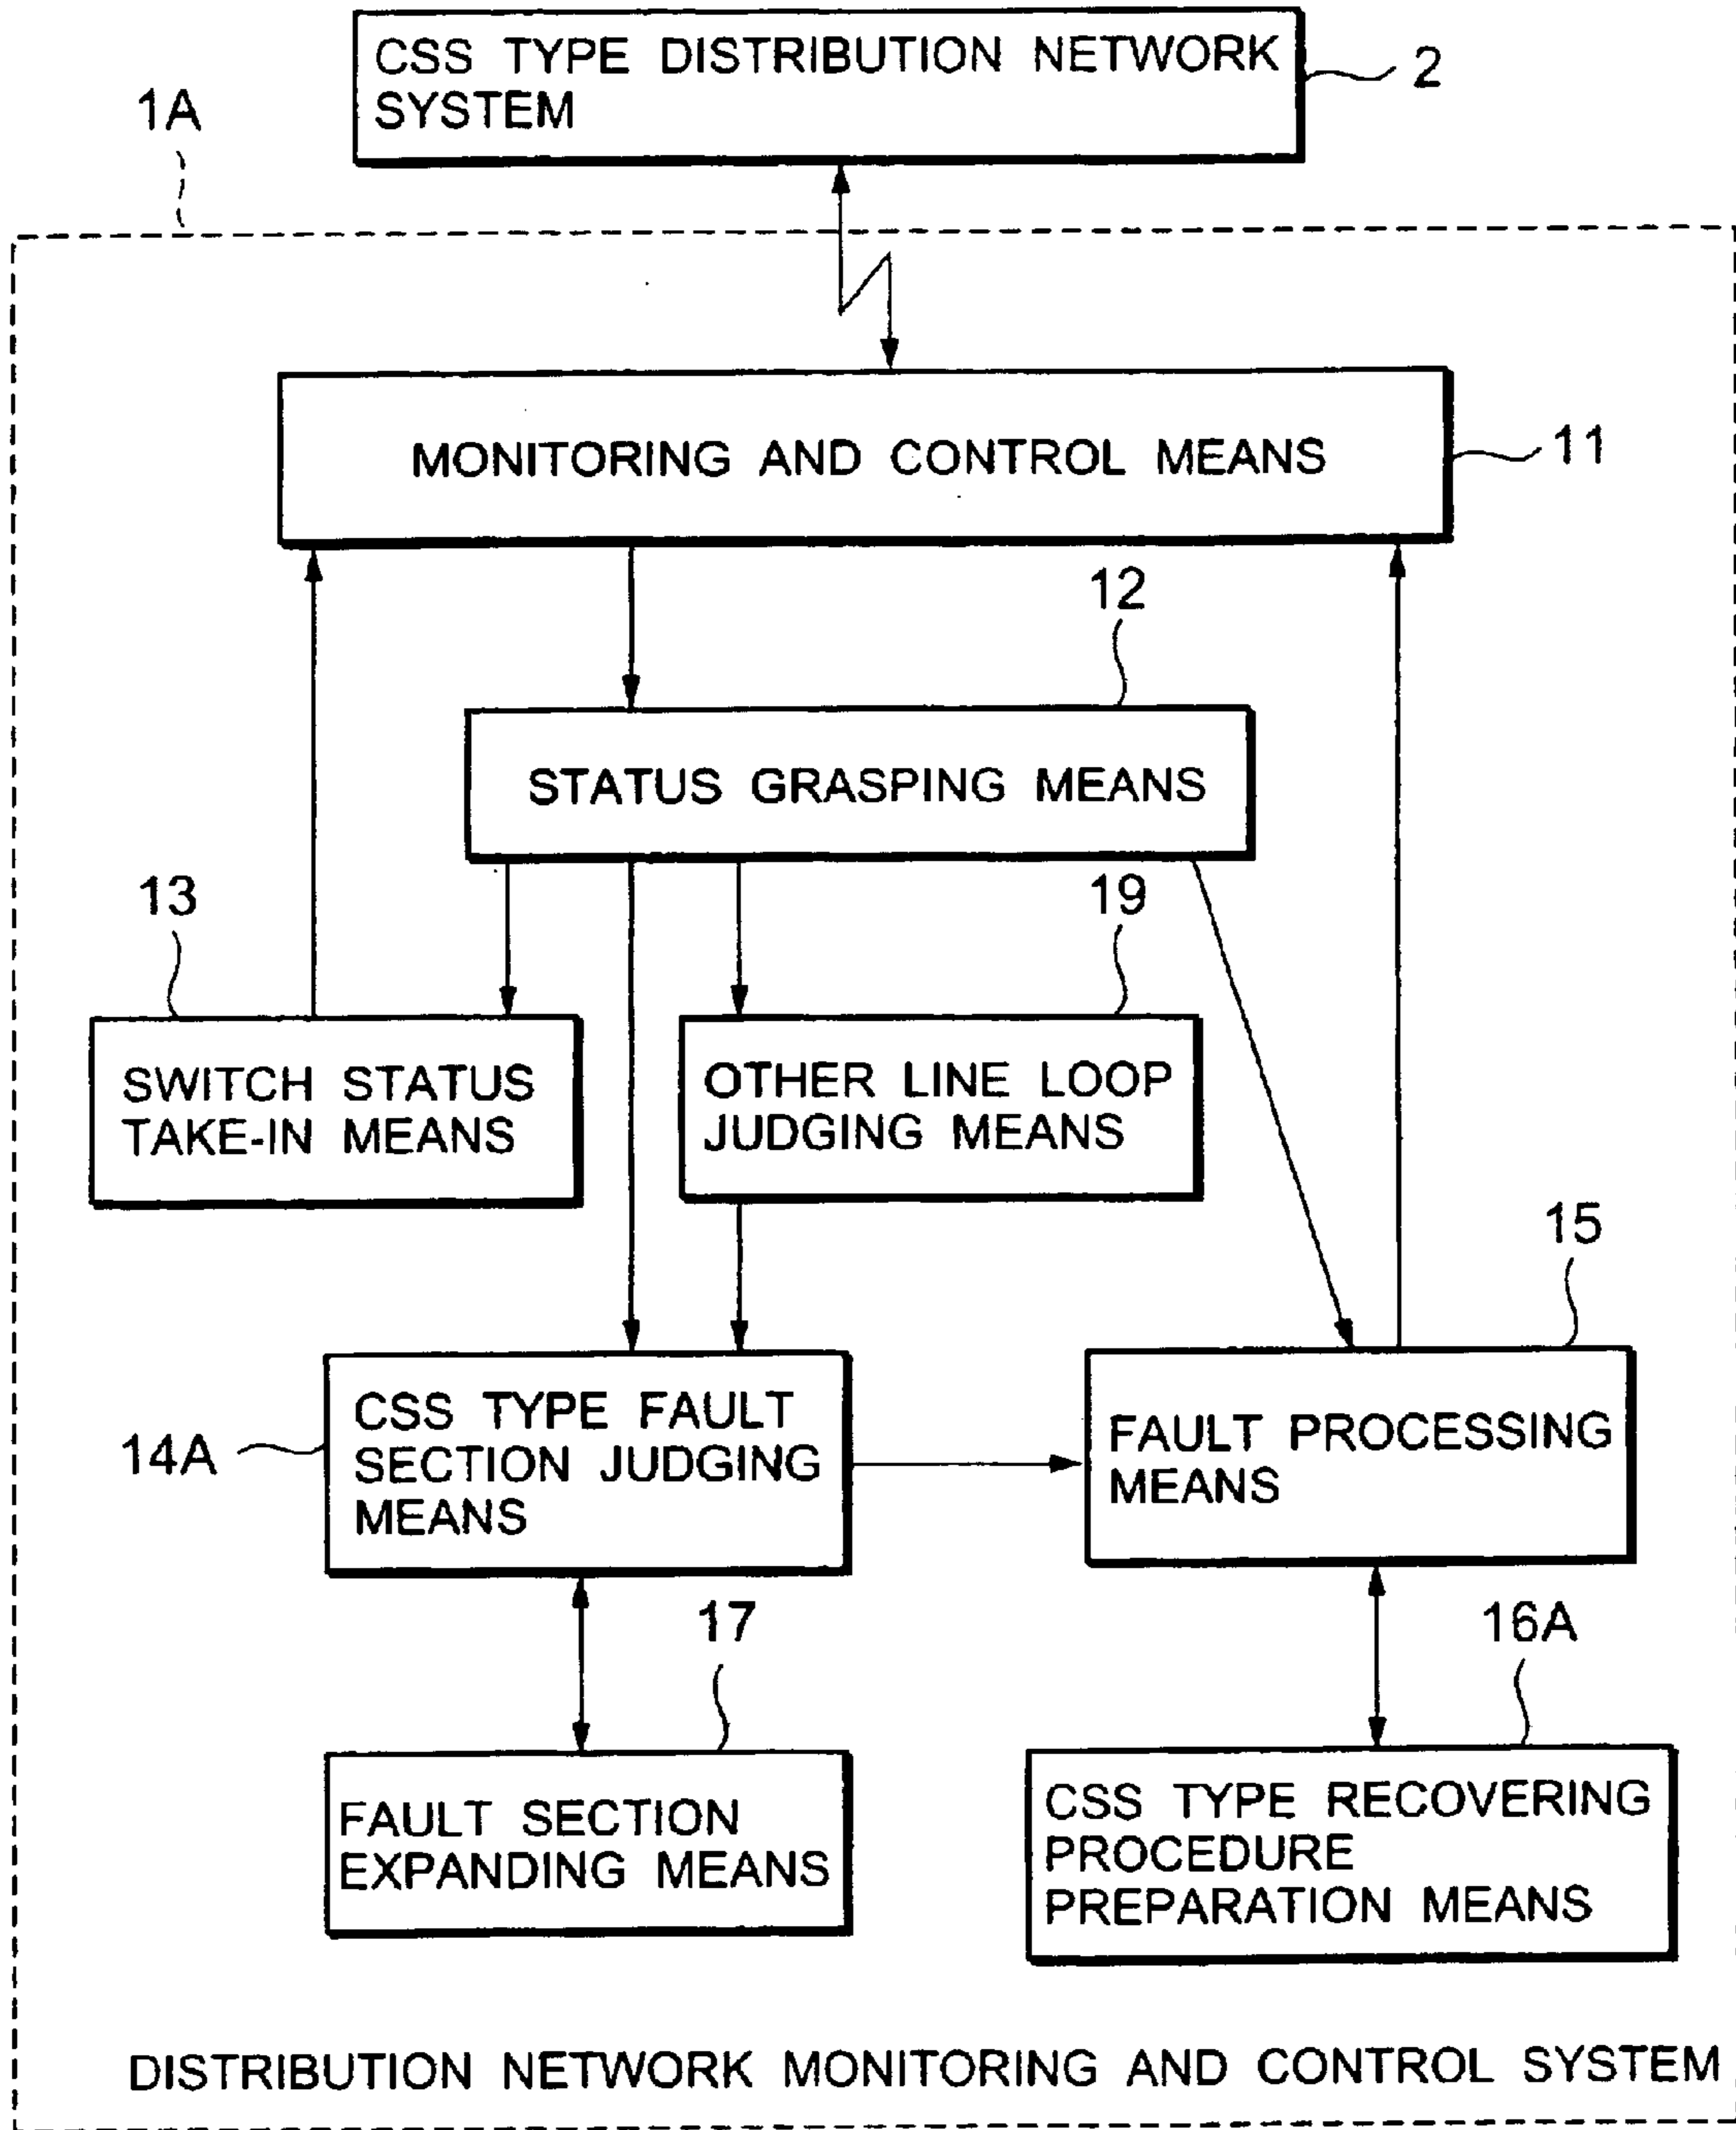 CSS TYPE DISTRIBUTION NETWORK
SYSTEM
2
1A
MONITORING AND CONTROL MEANS
11
12
STATUS GRASPING MEANS
13
19
SWITCH STATUS
TAKE-IN MEANS
OTHER LINE LOOP
JUDGING MEANS
15
14A
CSS TYPE FAULT
SECTION JUDGING
MEANS
FAULT PROCESSING
MEANS
17
16A
FAULT SECTION
EXPANDING MEANS
CSS TYPE RECOVERING
PROCEDURE
PREPARATION MEANS
DISTRIBUTION NETWORK MONITORING AND CONTROL SYSTEM